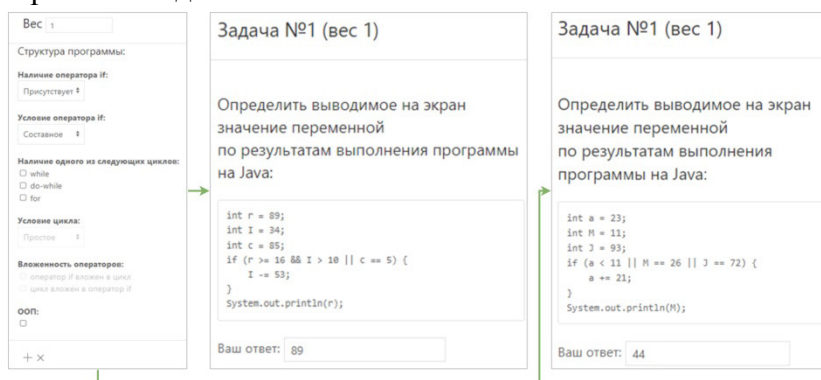 Вес 1
Структура программы:
Наличие оператора if:
Присутствует
Условие оператора if:
Составное
Наличие одного из следующих циклов:
while
do-while
for
Условие цикла:
Простое
Вложенность операторов:
оператор if вложен в цикл
цикл вложен в оператор if
ООП:
Задача №1 (вес 1)
Определить выводимое на экран
значение переменной
по результатам выполнения программы
на Java:
int r = 89;
int I = 34;
int c = 85;
if (r >= 16 && I > 10 || c == 5) {
I -= 53;
}
System.out.println(r);
Ваш ответ: 89
Задача №1 (вес 1)
Определить выводимое на экран
значение переменной
по результатам выполнения
программы на Java:
int a = 23;
int M = 11;
int J = 93;
if (a < 11 || M == 26 || J == 72) {
a += 21;
}
System.out.println(M);
Ваш ответ: 44